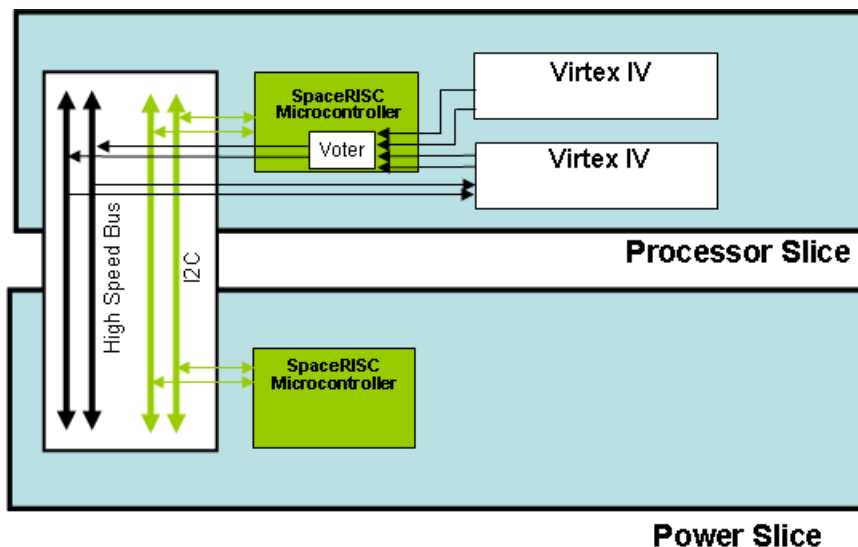 SpaceRISC
Microcontroller
Voter
Virtex IV
Virtex IV
High Speed Bus
I2C
Processor Slice
SpaceRISC
Microcontroller
Power Slice